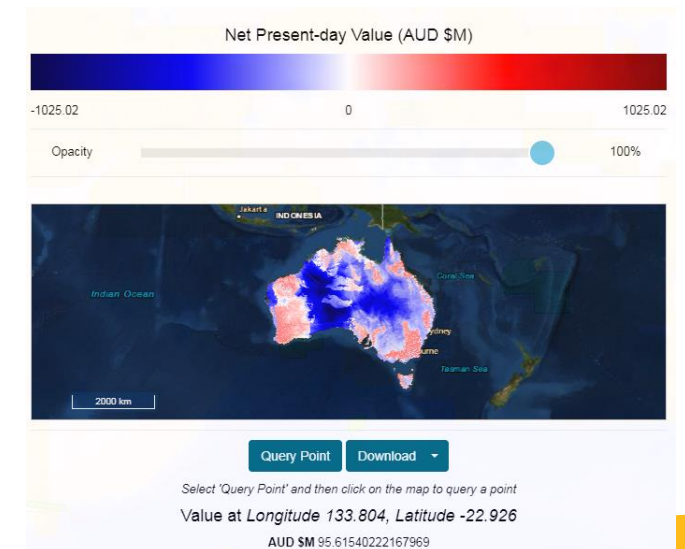 Net Present-day Value (AUD $M)
-1025.02 0 1025.02
Opacity 100%
Jakarta
INDONESIA
Indian Ocean
Coral Sea
ydney
urne
Tasman Sea
2000 km
Query Point Download
Select 'Query Point' and then click on the map to query a point
Value at Longitude 133.804, Latitude -22.926
AUD $M 95.61540222167969